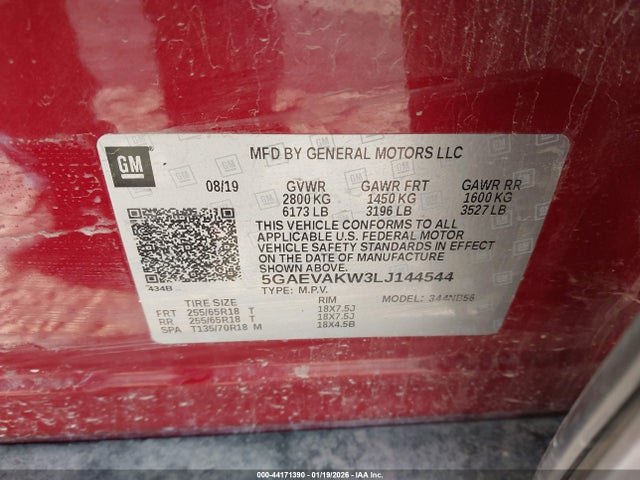 GM
MFD BY GENERAL MOTORS LLC
08/19 GVWR GAWR FRT GAWR RR
2800 KG 1450 KG 1600 KG
6173 LB 3196 LB 3527 LB
THIS VEHICLE CONFORMS TO ALL
APPLICABLE U.S. FEDERAL MOTOR
VEHICLE SAFETY STANDARDS IN EFFECT
ON THE DATE OF MANUFACTURE
SHOWN ABOVE.
5GAEVAKW3LJ144544
434B
TYPE: M.P.V. MODEL: 344NB56
TIRE SIZE RIM
FRT 255/65R18 T 18X7.5J
RR 255/65R18 T 18X7.5J
SPA T135/70R18 M 18X4.5B
000-44171390 - 01/19/2026 - IAA Inc.